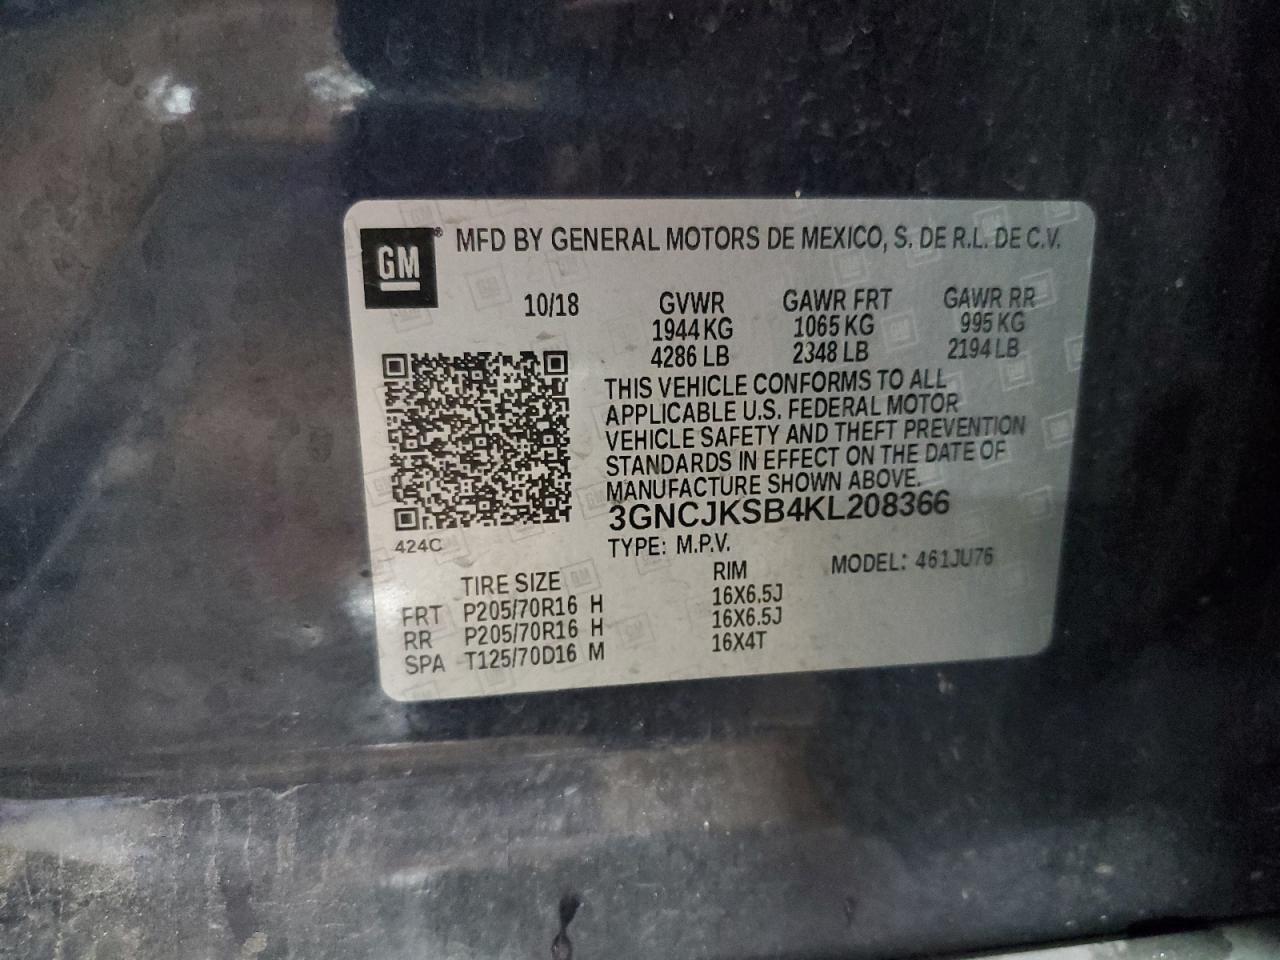 GM® MFD BY GENERAL MOTORS DE MEXICO, S. DE R.L. DE C.V.
10/18 GVWR GAWR FRT GAWR RR
1944 KG 1065 KG 995 KG
4286 LB 2348 LB 2194 LB
THIS VEHICLE CONFORMS TO ALL
APPLICABLE U.S. FEDERAL MOTOR
VEHICLE SAFETY AND THEFT PREVENTION
STANDARDS IN EFFECT ON THE DATE OF
MANUFACTURE SHOWN ABOVE.
3GNCJKSB4KL208366
424C TYPE: M.P.V. MODEL: 461JU76
TIRE SIZE RIM
FRT P205/70R16 H 16X6.5J
RR P205/70R16 H 16X6.5J
SPA T125/70D16 M 16X4T